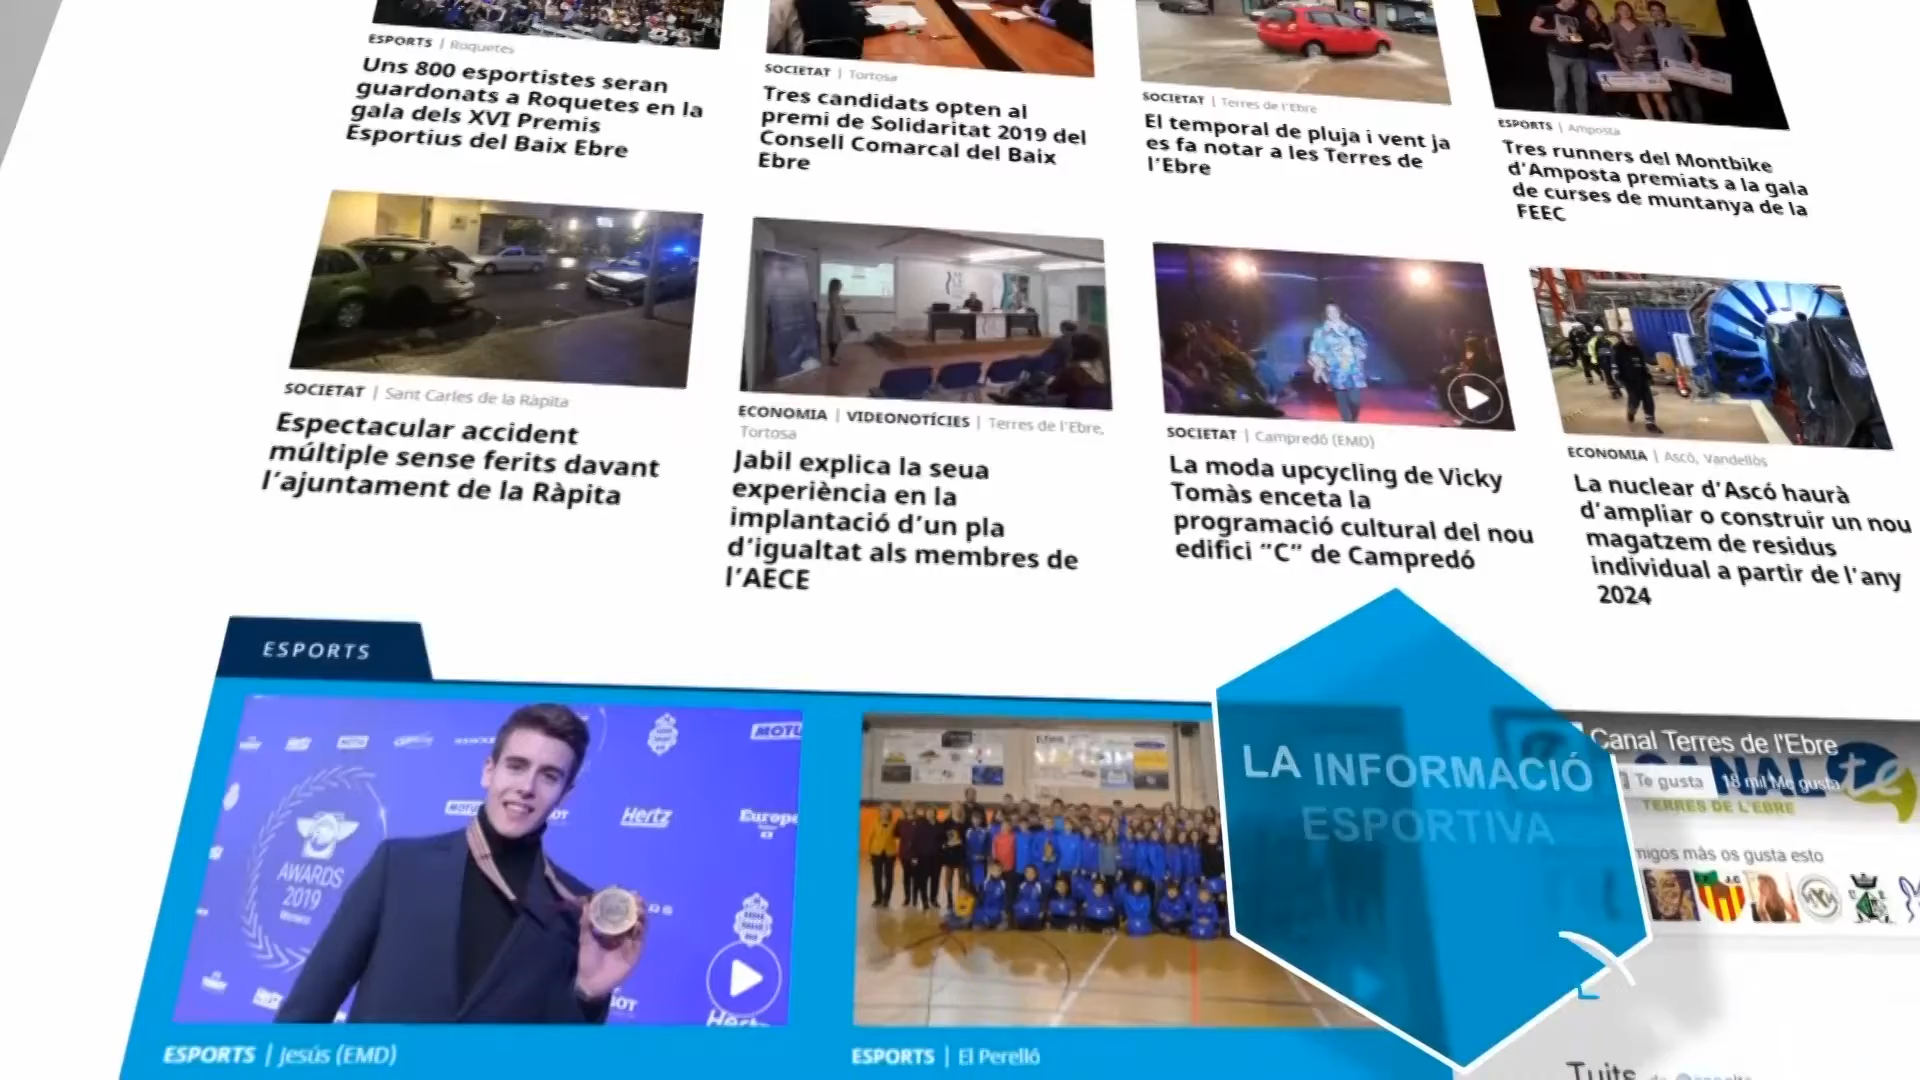 ESPORTS | Roquetes
Uns 800 esportistes seran
guardonats a Roquetes en la
gala dels XVI Premis
Esportius del Baix Ebre
SOCIETAT | Tortosa
Tres candidats opten al
premi de Solidaritat 2019 del
Consell Comarcal del Baix
Ebre
SOCIETAT | Terres de l'Ebre
El temporal de pluja i vent ja
es fa notar a les Terres de
l'Ebre
ESPORTS | Amposta
Tres runners del Montbike
d'Amposta premiats a la gala
de curses de muntanya de la
FEEC
SOCIETAT | Sant Carles de la Ràpita
Espectacular accident
múltiple sense ferits davant
l'ajuntament de la Ràpita
ECONOMIA | VIDEONOTÍCIES | Terres de l'Ebre,
Tortosa
Jabil explica la seua
experiència en la
implantació d'un pla
d'igualtat als membres de
l'AECE
SOCIETAT | Campredó (EMD)
La moda upcycling de Vicky
Tomàs enceta la
programació cultural del nou
edifici "C" de Campredó
ECONOMIA | Ascó, Vandellòs
La nuclear d'Ascó haurà
d'ampliar o construir un nou
magatzem de residus
individual a partir de l'any
2024
ESPORTS
MOTU
Hertz
Europe
AWARDS
2019
Hertz
ESPORTS | Jesús (EMD)
ESPORTS | El Perelló
LA INFORMACIÓ
ESPORTIVA
Canal Terres de l'Ebre
Te gusta
18 mil Me gusta
CANAL te
TERRES DE L'EBRE
más os gusta esto
Tuits